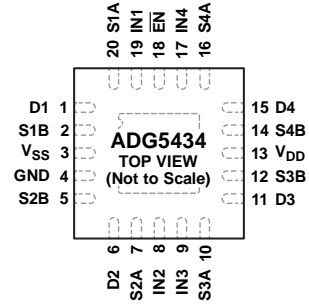 20 S1A
19 IN1
18 E̅N̅
17 IN4
16 S4A
D1 1
S1B 2
VSS 3
GND 4
S2B 5
ADG5434
TOP VIEW
(Not to Scale)
15 D4
14 S4B
13 VDD
12 S3B
11 D3
D2 6
S2A 7
IN2 8
IN3 9
S3A 10